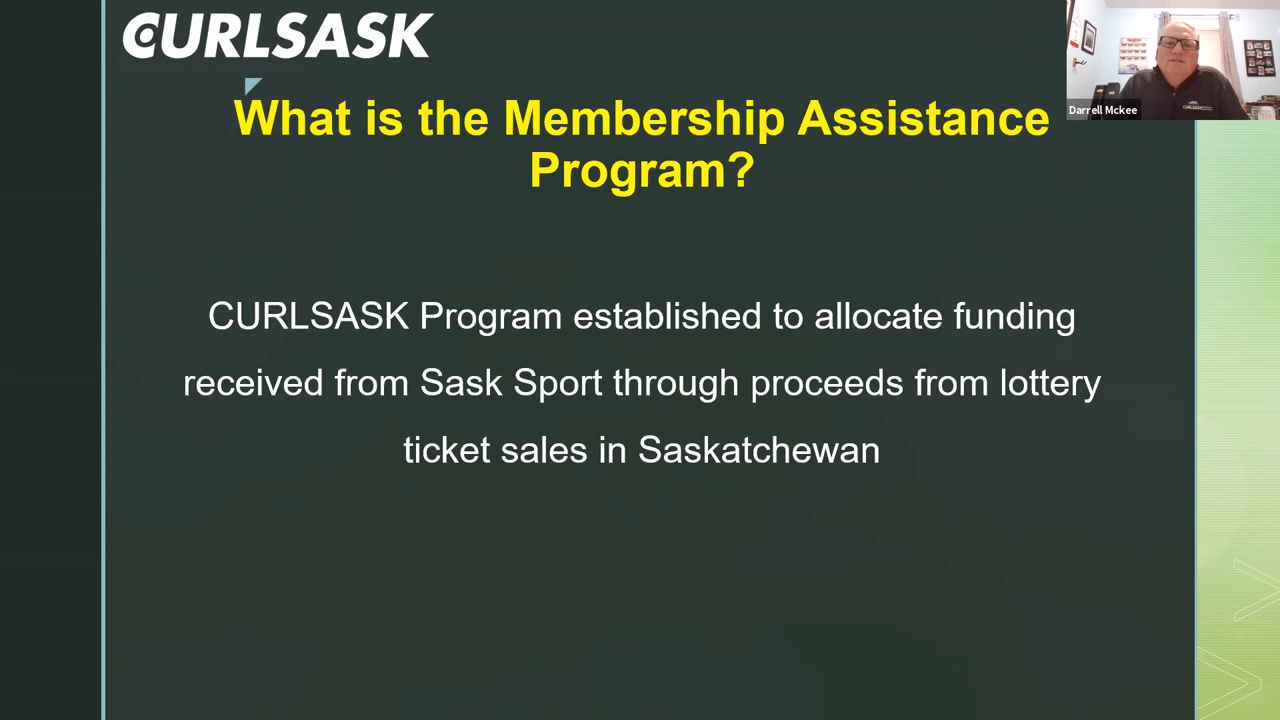 CURLSASK
Darrell Mckee
What is the Membership Assistance
Program?
CURLSASK Program established to allocate funding
received from Sask Sport through proceeds from lottery
ticket sales in Saskatchewan